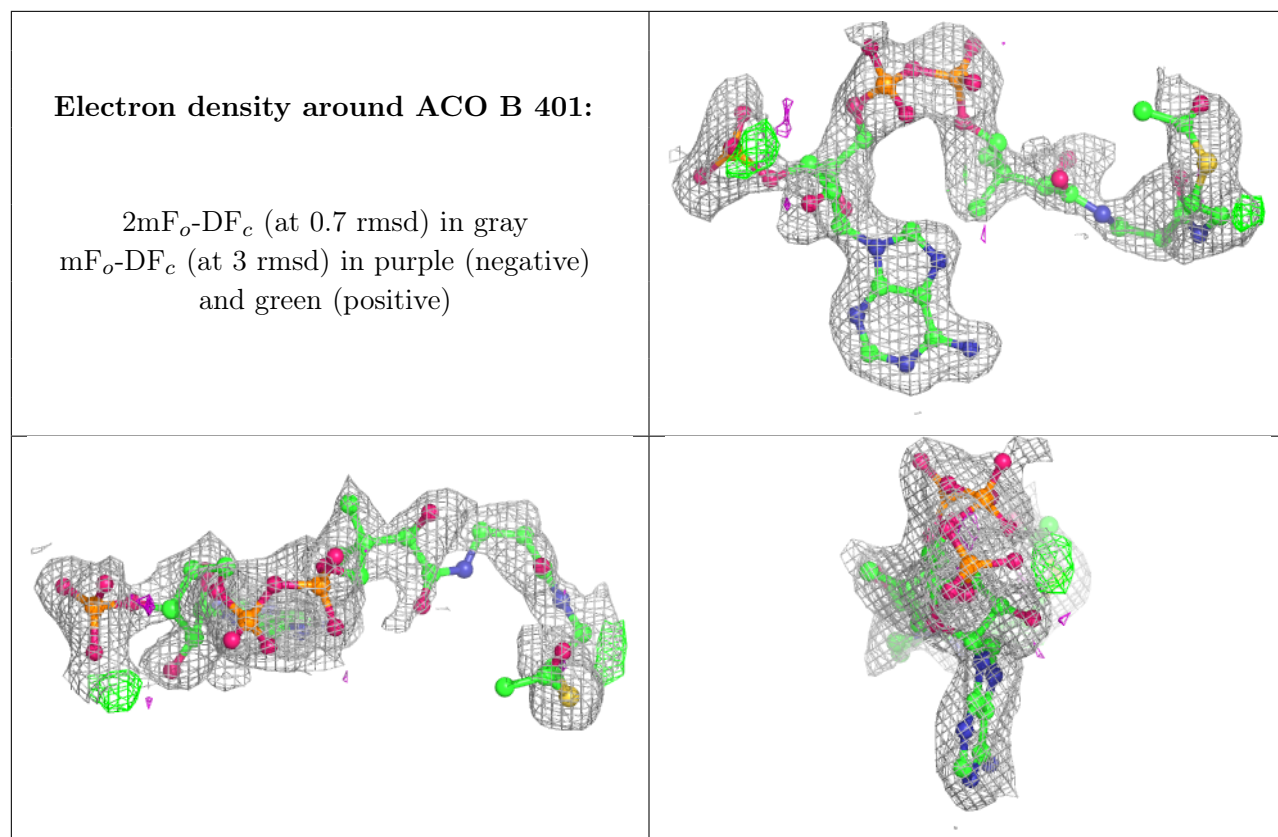 Electron density around ACO B 401:
2mFo-DFc (at 0.7 rmsd) in gray
mFo-DFc (at 3 rmsd) in purple (negative)
and green (positive)